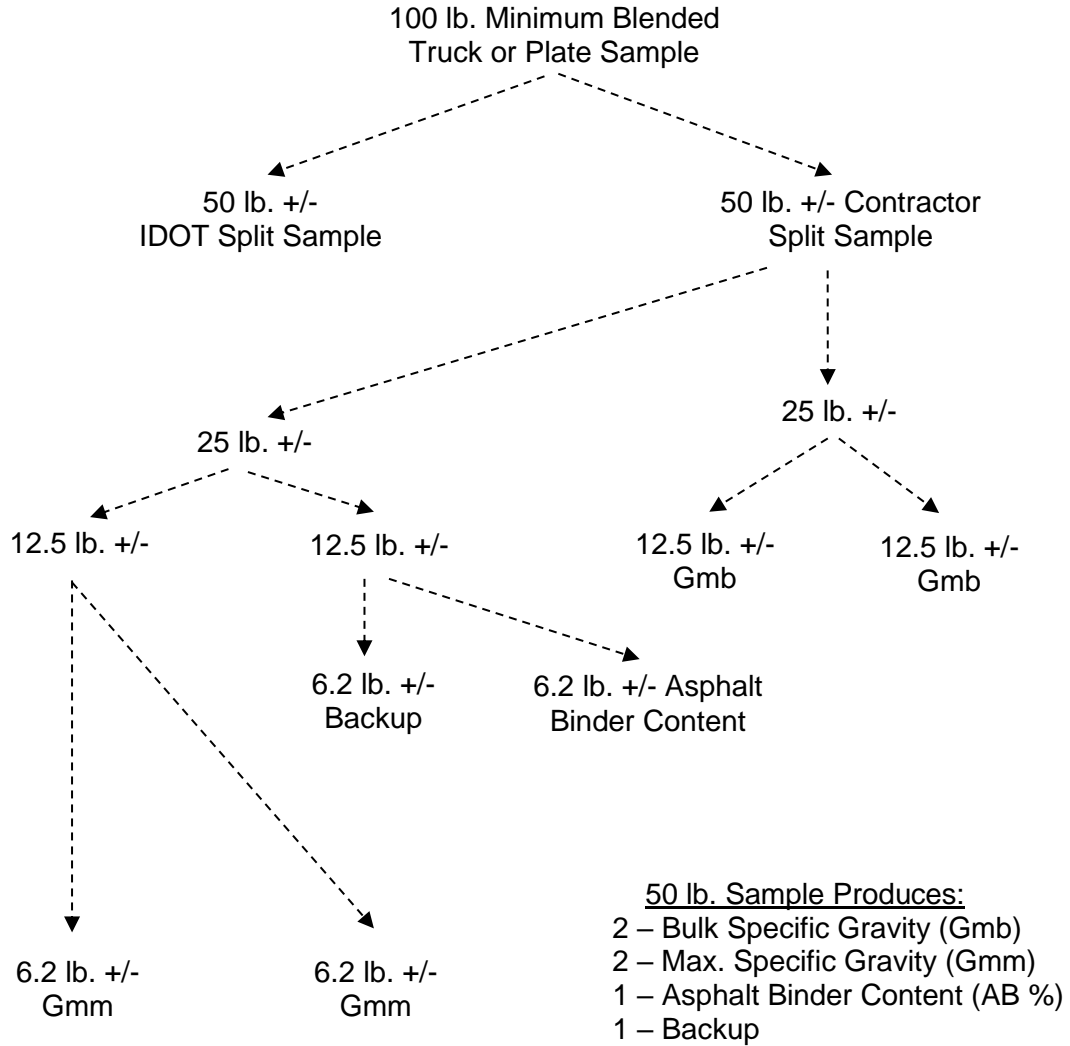 100 lb. Minimum Blended
Truck or Plate Sample
50 lb. +/-
IDOT Split Sample
50 lb. +/- Contractor
Split Sample
25 lb. +/-
25 lb. +/-
12.5 lb. +/-
12.5 lb. +/-
12.5 lb. +/-
Gmb
12.5 lb. +/-
Gmb
6.2 lb. +/-
Backup
6.2 lb. +/- Asphalt
Binder Content
6.2 lb. +/-
Gmm
6.2 lb. +/-
Gmm
50 lb. Sample Produces:
2 – Bulk Specific Gravity (Gmb)
2 – Max. Specific Gravity (Gmm)
1 – Asphalt Binder Content (AB %)
1 – Backup